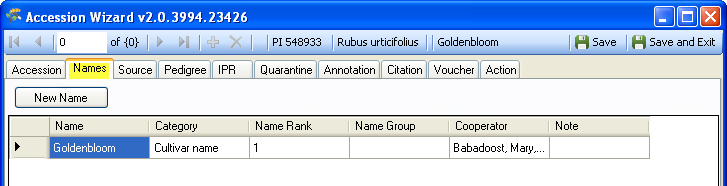 Accession Wizard v2.0.3994.23426
0 of {0} PI 548933 Rubus urticifolius Goldenbloom Save Save and Exit
Accession Names Source Pedigree IPR Quarantine Annotation Citation Voucher Action
New Name
Name Category Name Rank Name Group Cooperator Note
Goldenbloom Cultivar name 1 Babadoost, Mary,...